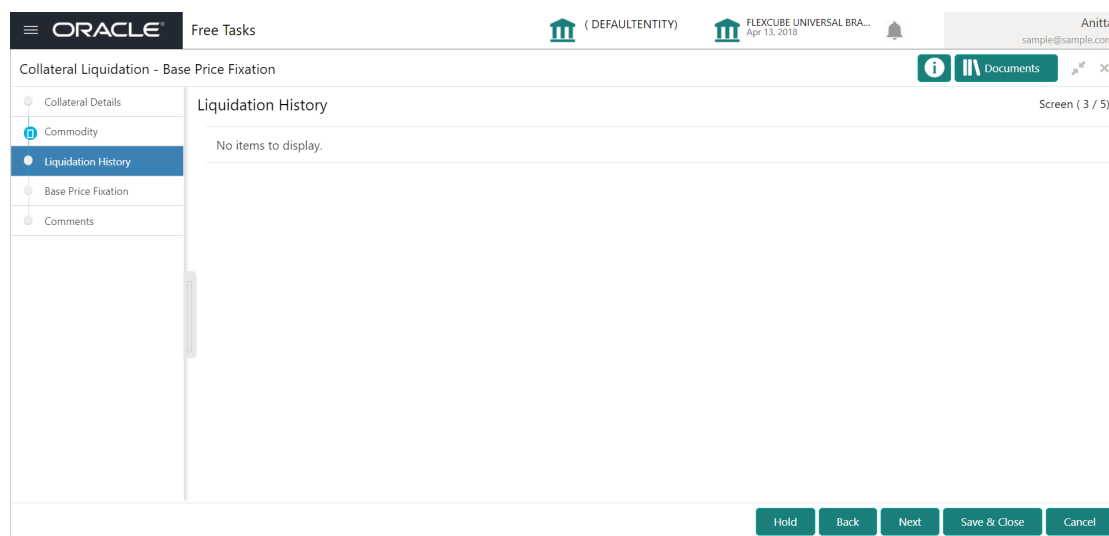 ORACLE®
Free Tasks
( DEFAULTENTITY)
FLEXCUBE UNIVERSAL BRA...
Apr 13, 2018
Anitta
sample@sample.com
Collateral Liquidation - Base Price Fixation
i
Documents
Collateral Details
Commodity
Liquidation History
Base Price Fixation
Comments
Liquidation History
Screen ( 3 / 5)
No items to display.
Hold
Back
Next
Save & Close
Cancel